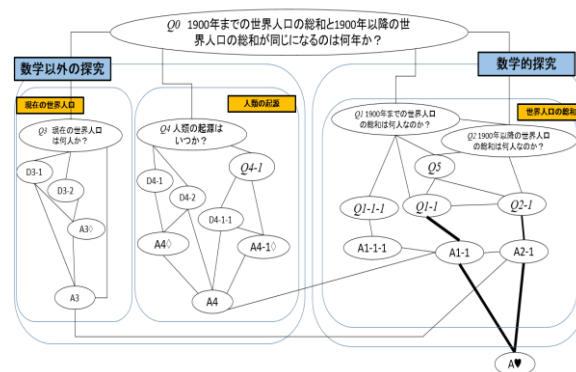 Q0 1900年までの世界人口の総和と1900年以降の世
界人口の総和が同じになるのは何年か?
数学以外の探究
数学的探究
現在の世界人口
人類の起源
世界人口の総和
Q3 現在の世界人口
は何人か?
Q4 人類の起源は
いつか?
Q1 1900年までの世界人口
の総和は何人なのか?
Q2 1900年以降の世界人口
の総和は何人なのか?
D3-1
D3-2
A3◊
A3
D4-1
D4-2
Q4-1
D4-1-1
A4◊
A4-1◊
A4
Q5
Q1-1-1
Q1-1
Q2-1
A1-1-1
A1-1
A2-1
A♥